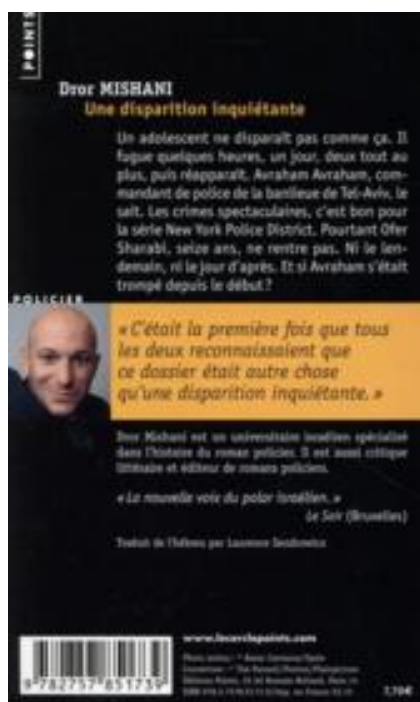 POINTS
Dror MISHANI
Une disparition inquiétante
Un adolescent ne disparaît pas comme ça. Il
fugue quelques heures, un jour, deux tout au
plus, puis réapparaît. Avraham Avraham, com-
mandant de police de la banlieue de Tel-Aviv, le
sait. Les crimes spectaculaires, c'est bon pour
la série New York Police District. Pourtant Ofer
Sharabi, seize ans, ne rentre pas. Ni le len-
demain, ni le jour d'après. Et si Avraham s'était
trompé depuis le début ?
POLICIER
« C'était la première fois que tous
les deux reconnaissaient que
ce dossier était autre chose
qu'une disparition inquiétante. »
Dror Mishani est un universitaire israélien spécialisé
dans l'histoire du roman policier. Il est aussi critique
littéraire et éditeur de romans policiers.
« La nouvelle voix du polar israélien. »
Le Soir (Bruxelles)
Traduit de l'hébreu par Laurence Sendrowicz
www.lecerclepoints.com
9 782757 851739
7,70€